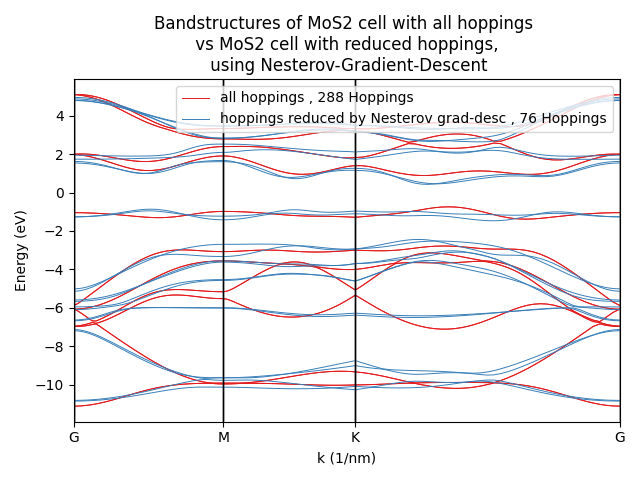 Bandstructures of MoS2 cell with all hoppings
vs MoS2 cell with reduced hoppings,
using Nesterov-Gradient-Descent
all hoppings , 288 Hoppings
hoppings reduced by Nesterov grad-desc , 76 Hoppings
4
2
0
−2
−4
−6
−8
−10
Energy (eV)
G
M
K
G
k (1/nm)